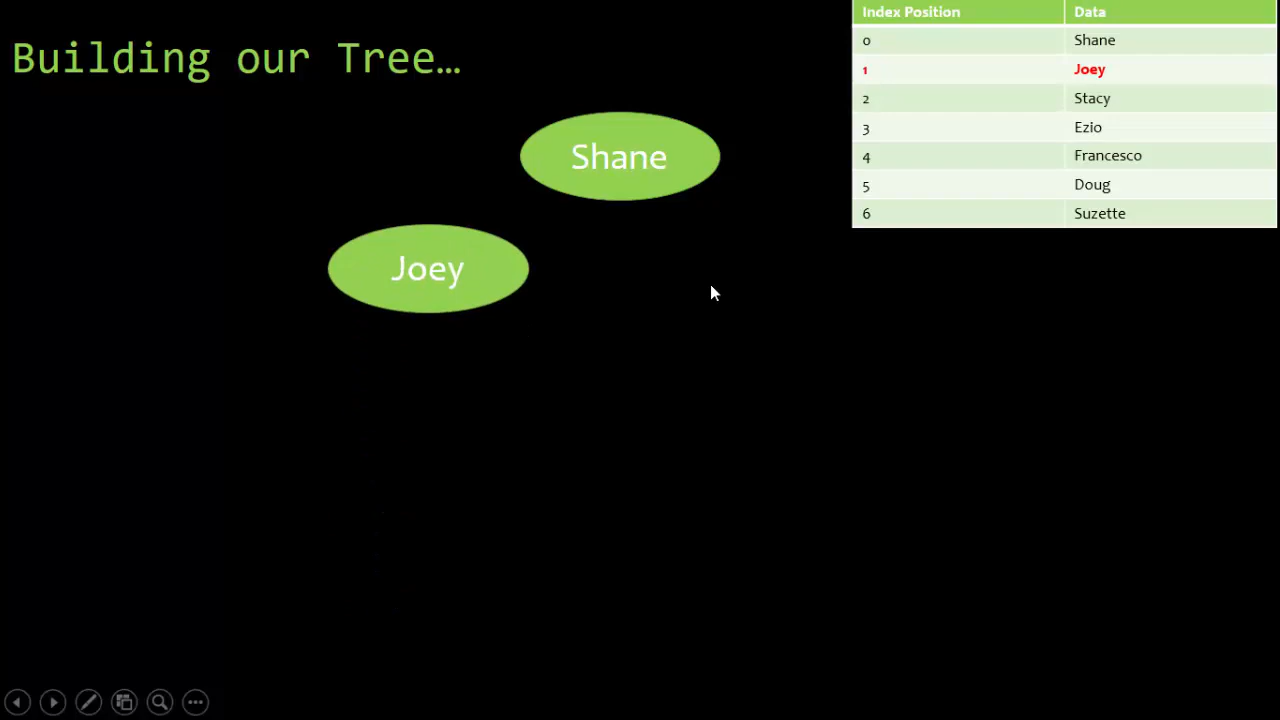 Building our Tree…
Index Position Data
0 Shane
1 Joey
2 Stacy
3 Ezio
4 Francesco
5 Doug
6 Suzette
Shane
Joey